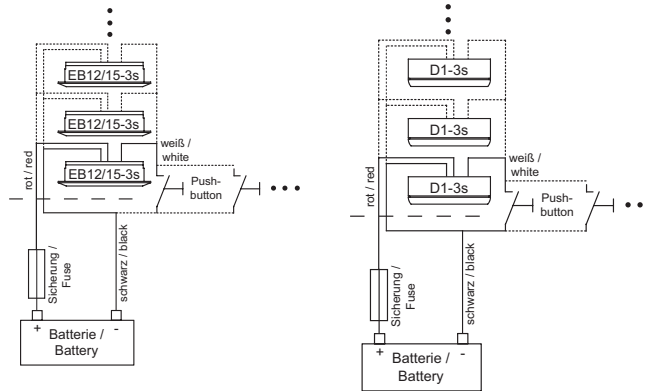 EB12/15-3s
EB12/15-3s
EB12/15-3s
rot / red
weiß /
white
Push-
button
Sicherung /
Fuse
schwarz / black
+
-
Batterie /
Battery
D1-3s
D1-3s
D1-3s
rot / red
weiß /
white
Push-
button
Sicherung /
Fuse
schwarz / black
+
-
Batterie /
Battery